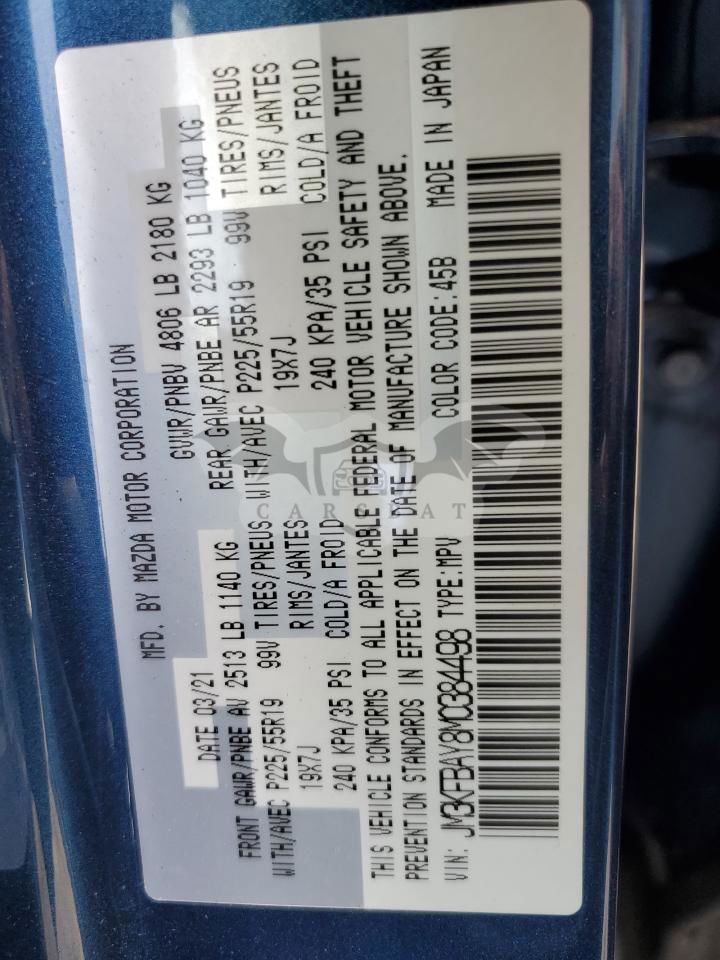 MFD. BY MAZDA MOTOR CORPORATION
DATE 03/21 GVWR/PNBV 4806 LB 2180 KG
FRONT GAWR/PNBE AV 2513 LB 1140 KG REAR GAWR/PNBE AR 2293 LB 1040 KG
WITH/AVEC P225/55R19 99V TIRES/PNEUS WITH/AVEC P225/55R19 99V TIRES/PNEUS
19X7J RIMS/JANTES 19X7J RIMS/JANTES
240 KPA/35 PSI COLD/A FROID 240 KPA/35 PSI COLD/A FROID
THIS VEHICLE CONFORMS TO ALL APPLICABLE FEDERAL MOTOR VEHICLE SAFETY AND THEFT
PREVENTION STANDARDS IN EFFECT ON THE DATE OF MANUFACTURE SHOWN ABOVE.
VIN: JM3KFBAY8M0384498 TYPE:MPV COLOR CODE:45B MADE IN JAPAN